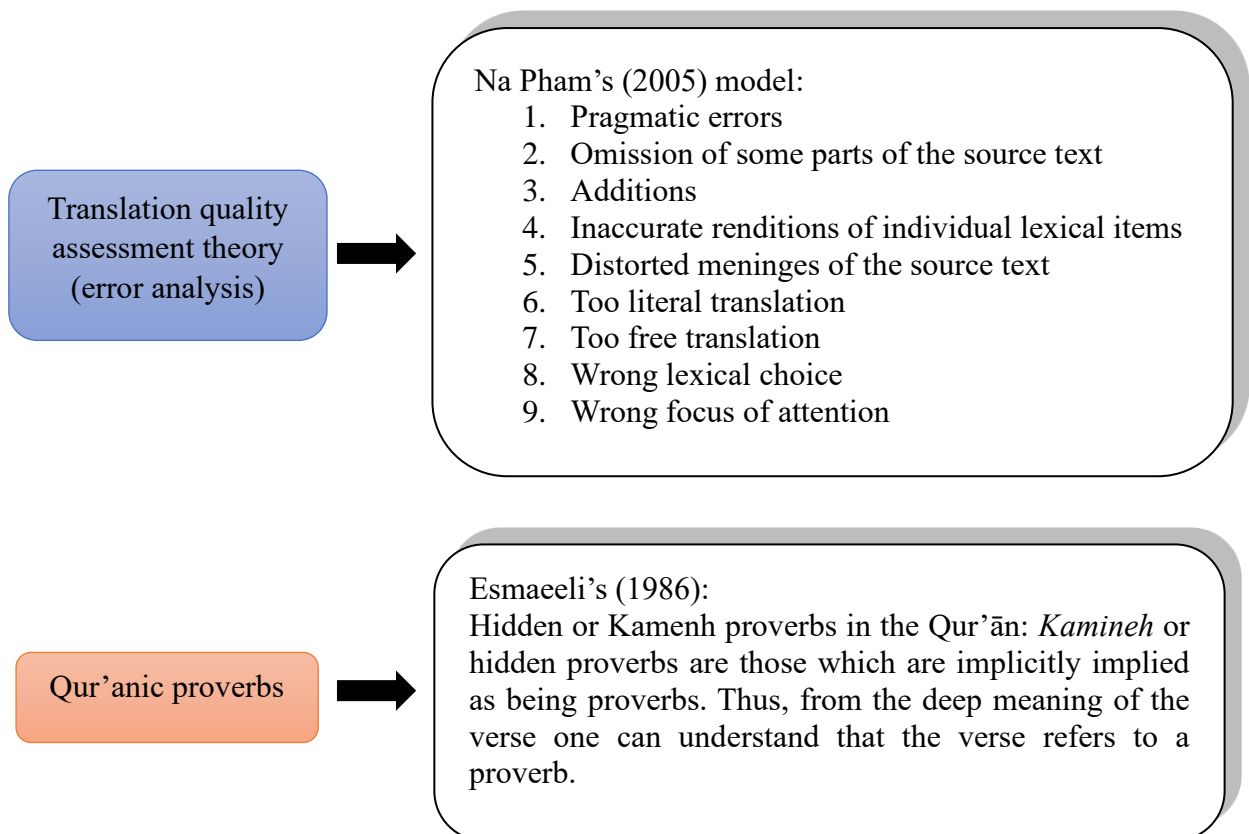 Na Pham’s (2005) model:
1. Pragmatic errors
2. Omission of some parts of the source text
3. Additions
4. Inaccurate renditions of individual lexical items
5. Distorted meninges of the source text
6. Too literal translation
7. Too free translation
8. Wrong lexical choice
9. Wrong focus of attention
Translation quality
assessment theory
(error analysis)
Esmaeeli’s (1986):
Hidden or Kamenh proverbs in the Qur’ān: Kamineh or
hidden proverbs are those which are implicitly implied
as being proverbs. Thus, from the deep meaning of the
verse one can understand that the verse refers to a
proverb.
Qur’anic proverbs